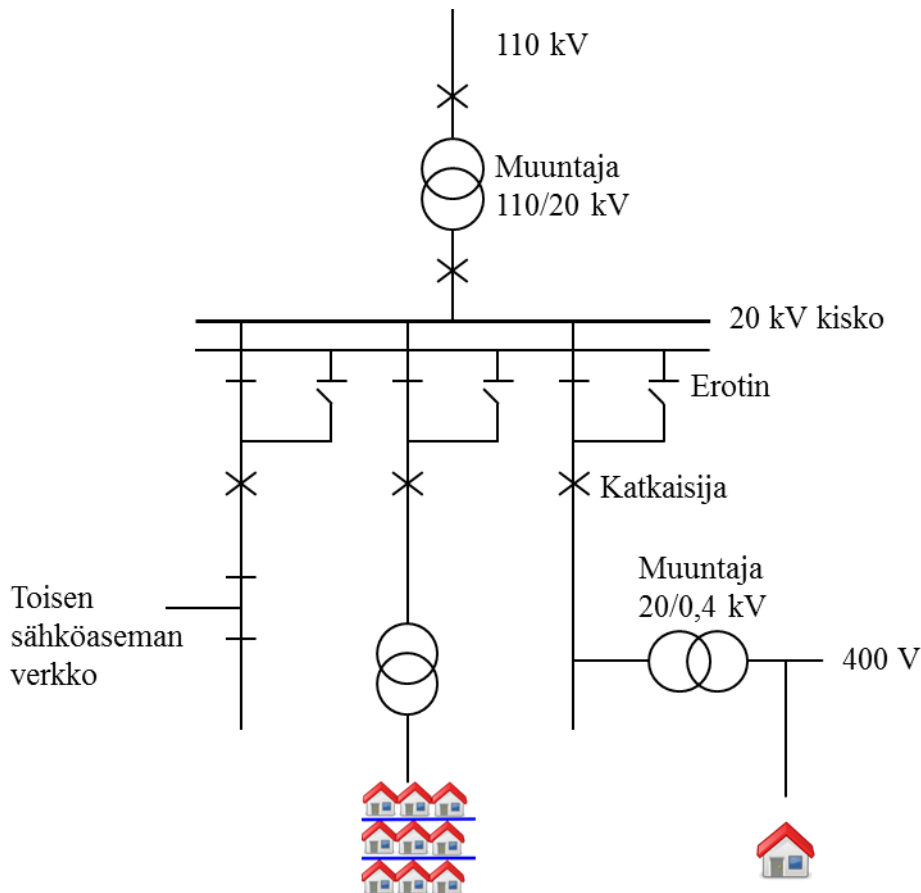 110 kV
Muuntaja
110/20 kV
20 kV kisko
Erotin
Katkaisija
Muuntaja
20/0,4 kV
Toisen
sähköaseman
verkko
400 V